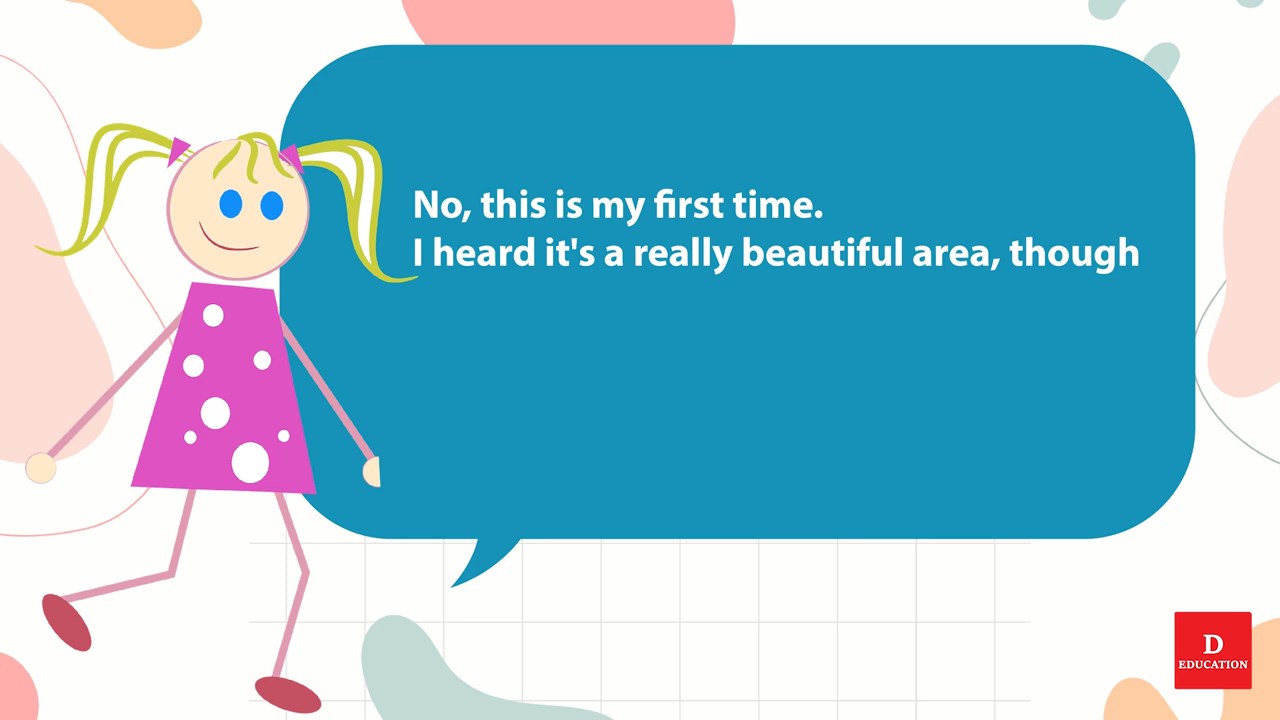 No, this is my first time.
I heard it's a really beautiful area, though
D
EDUCATION